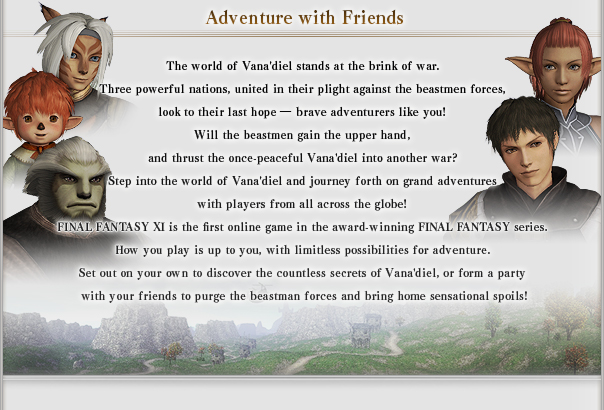 Adventure with Friends
The world of Vana'diel stands at the brink of war.
Three powerful nations, united in their plight against the beastmen forces,
look to their last hope — brave adventurers like you!
Will the beastmen gain the upper hand,
and thrust the once-peaceful Vana'diel into another war?
Step into the world of Vana'diel and journey forth on grand adventures
with players from all across the globe!
FINAL FANTASY XI is the first online game in the award-winning FINAL FANTASY series.
How you play is up to you, with limitless possibilities for adventure.
Set out on your own to discover the countless secrets of Vana'diel, or form a party
with your friends to purge the beastman forces and bring home sensational spoils!